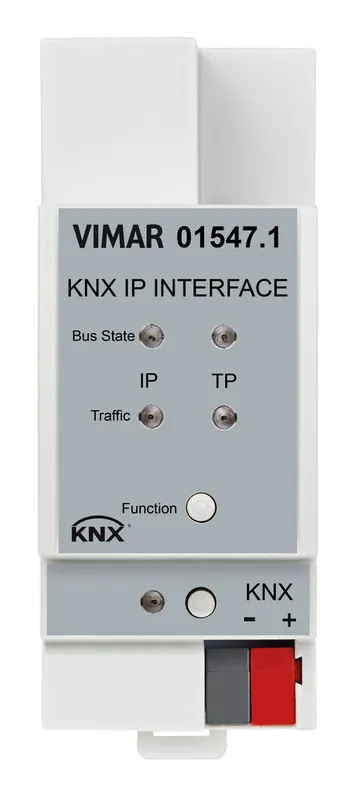 VIMAR 01547.1
KNX IP INTERFACE
Bus State
IP TP
Traffic
Function
KNX®
KNX
- +